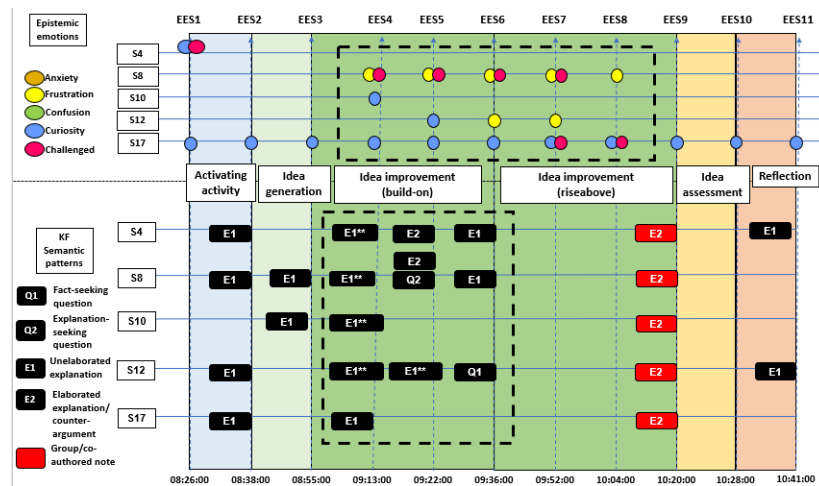 EES1 EES2 EES3 EES4 EES5 EES6 EES7 EES8 EES9 EES10 EES11
Epistemic
emotions
Anxiety
Frustration
Confusion
Curiosity
Challenged
S4
S8
S10
S12
S17
Activating
activity
Idea
generation
Idea improvement
(build-on)
Idea improvement
(riseabove)
Idea
assessment
Reflection
KF
Semantic
patterns
Q1 Fact-seeking
question
Q2 Explanation-
seeking
question
E1 Unelaborated
explanation
E2 Elaborated
explanation/
counter-
argument
Group/co-
authored note
S4 E1 E1** E2 E1 E2 E1
E2
S8 E1 E1 E1** Q2 E1 E2
S10 E1 E1** E2
S12 E1 E1** E1** Q1 E2 E1
S17 E1 E1 E2
08:26:00 08:38:00 08:55:00 09:13:00 09:22:00 09:36:00 09:52:00 10:04:00 10:20:00 10:28:00 10:41:00